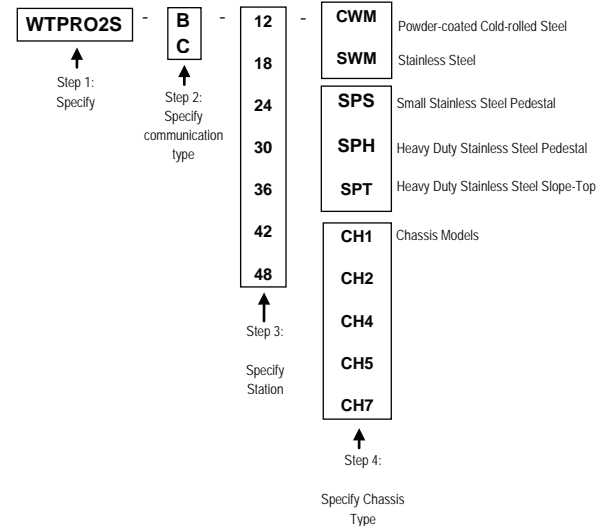 WTPRO2S - B - 12 - CWM Powder-coated Cold-rolled Steel
C
18 SWM Stainless Steel
Step 1:
Specify
Step 2:
Specify
communication
type
24 SPS Small Stainless Steel Pedestal
30 SPH Heavy Duty Stainless Steel Pedestal
36 SPT Heavy Duty Stainless Steel Slope-Top
42 CH1 Chassis Models
48 CH2
CH4
CH5
CH7
Step 3:
Specify
Station
Step 4:
Specify Chassis
Type